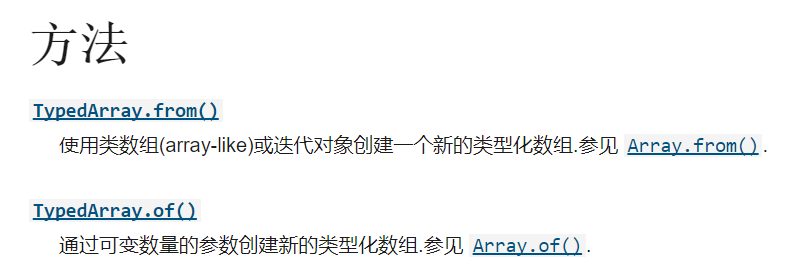 方法
TypedArray.from()
使用类数组(array-like)或迭代对象创建一个新的类型化数组.参见 Array.from().
TypedArray.of()
通过可变数量的参数创建新的类型化数组.参见 Array.of().